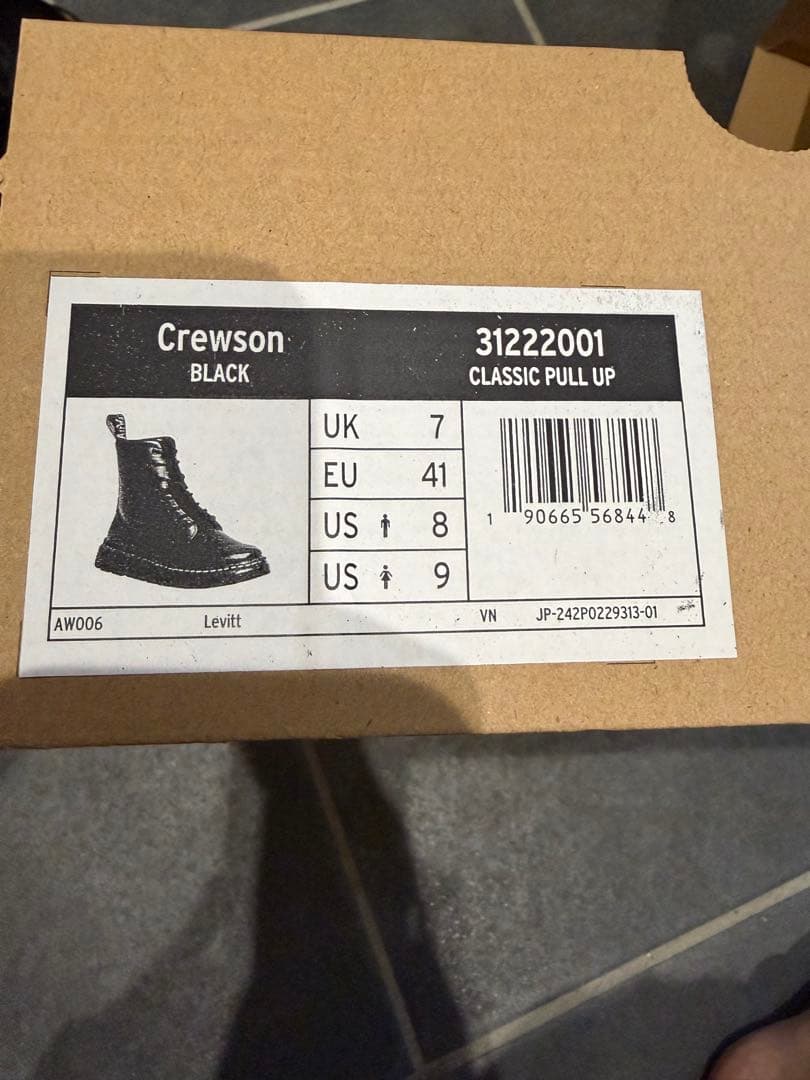 Crewson
BLACK
31222001
CLASSIC PULL UP
UK 7
EU 41
US 8
US 9
1 90665 56844 8
AW006 Levitt VN JP-242P0229313-01